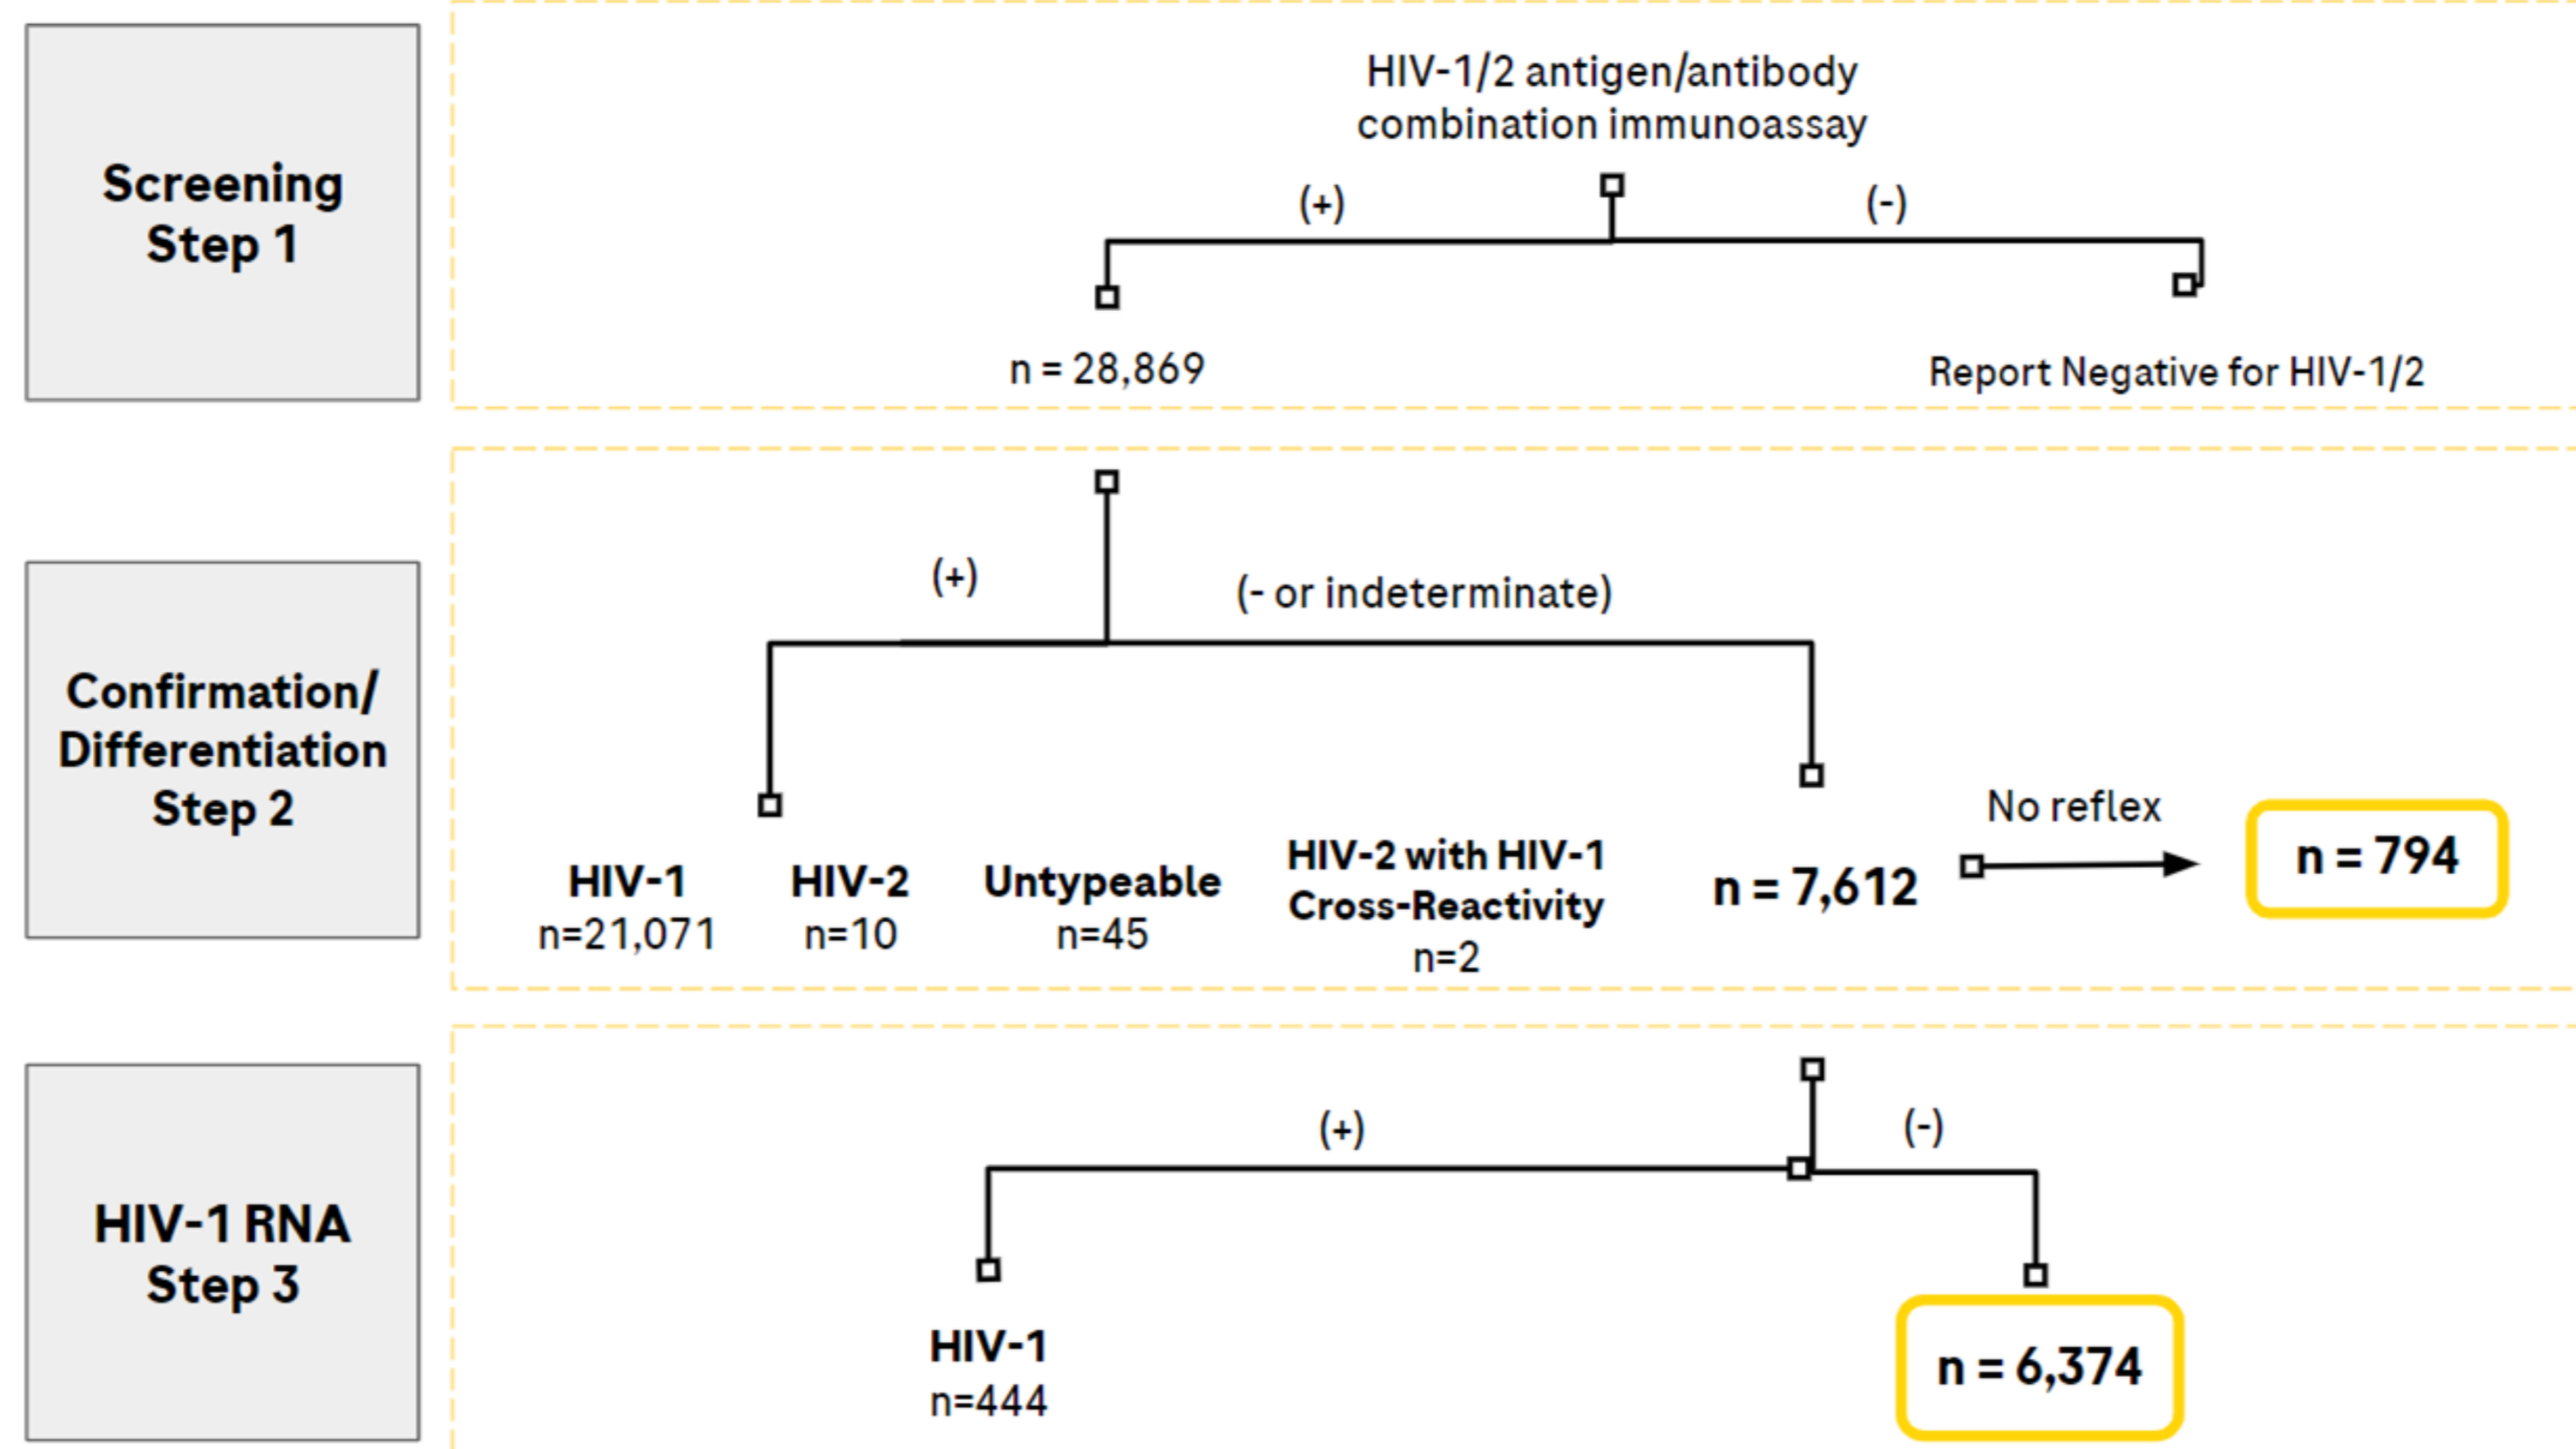 Screening
Step 1
HIV-1/2 antigen/antibody
combination immunoassay
(+)
(-)
n = 28,869
Report Negative for HIV-1/2
Confirmation/
Differentiation
Step 2
(+)
(- or indeterminate)
HIV-1
n=21,071
HIV-2
n=10
Untypeable
n=45
HIV-2 with HIV-1
Cross-Reactivity
n=2
n = 7,612
No reflex
n = 794
HIV-1 RNA
Step 3
(+)
(-)
HIV-1
n=444
n = 6,374